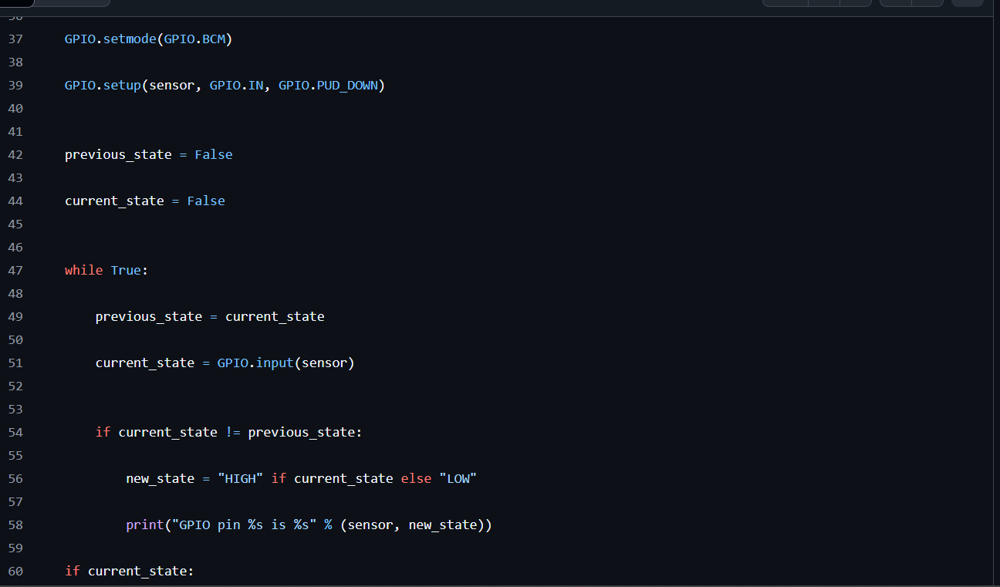 37 GPIO.setmode(GPIO.BCM)
38
39 GPIO.setup(sensor, GPIO.IN, GPIO.PUD_DOWN)
40
41
42 previous_state = False
43
44 current_state = False
45
46
47 while True:
48
49 previous_state = current_state
50
51 current_state = GPIO.input(sensor)
52
53
54 if current_state != previous_state:
55
56 new_state = "HIGH" if current_state else "LOW"
57
58 print("GPIO pin %s is %s" % (sensor, new_state))
59
60 if current_state: